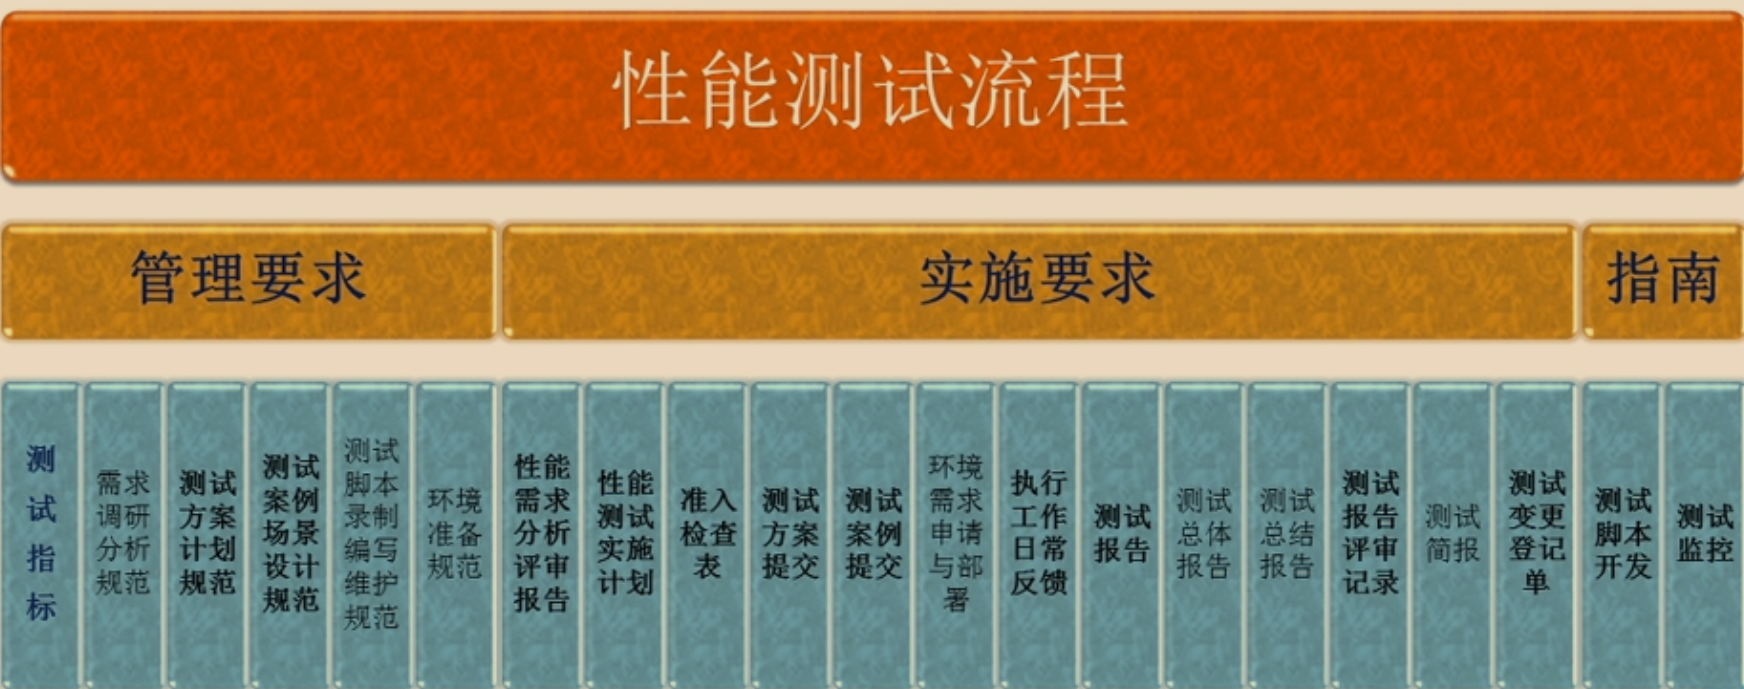 性能测试流程
管理要求
实施要求
指南
测
试
指
标
需求
调研
分析
规范
测试
方案
计划
规范
测试
案例
场景
设计
规范
测试
脚本
录制
编写
维护
规范
环境
准备
规范
性能
需求
分析
评审
报告
性能
测试
实施
计划
准入
检查
表
测试
方案
提交
测试
案例
提交
环境
需求
申请
与部
署
执行
工作
日常
反馈
测试
报告
测试
总体
报告
测试
总结
报告
测试
报告
评审
记录
测试
简报
测试
变更
登记
单
测试
脚本
开发
测试
监控